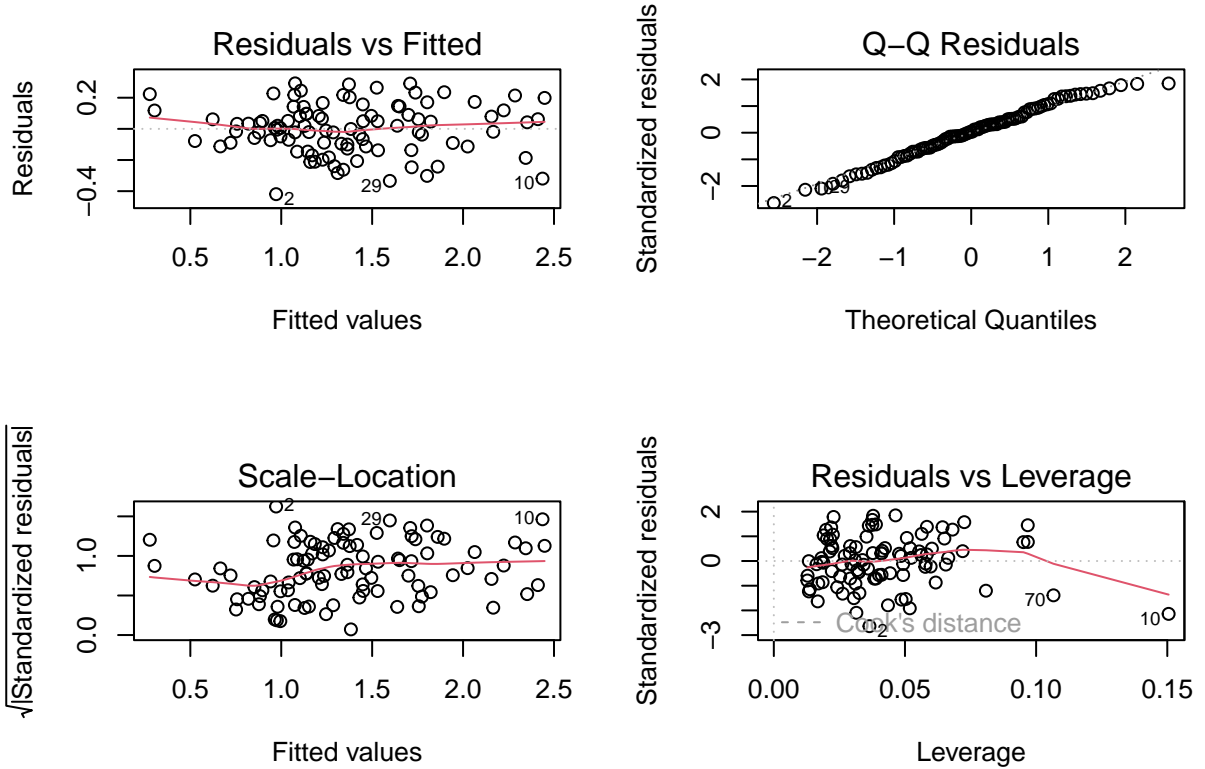 Residuals vs Fitted
Residuals
0.2
−0.4
2
29
10
0.5 1.0 1.5 2.0 2.5
Fitted values
Q−Q Residuals
Standardized residuals
2
0
−2
2
29
−2 −1 0 1 2
Theoretical Quantiles
Scale−Location
√|Standardized residuals|
1.0
0.0
2
29
10
0.5 1.0 1.5 2.0 2.5
Fitted values
Residuals vs Leverage
Standardized residuals
2
0
−3
70
10
2
Cook's distance
0.00 0.05 0.10 0.15
Leverage